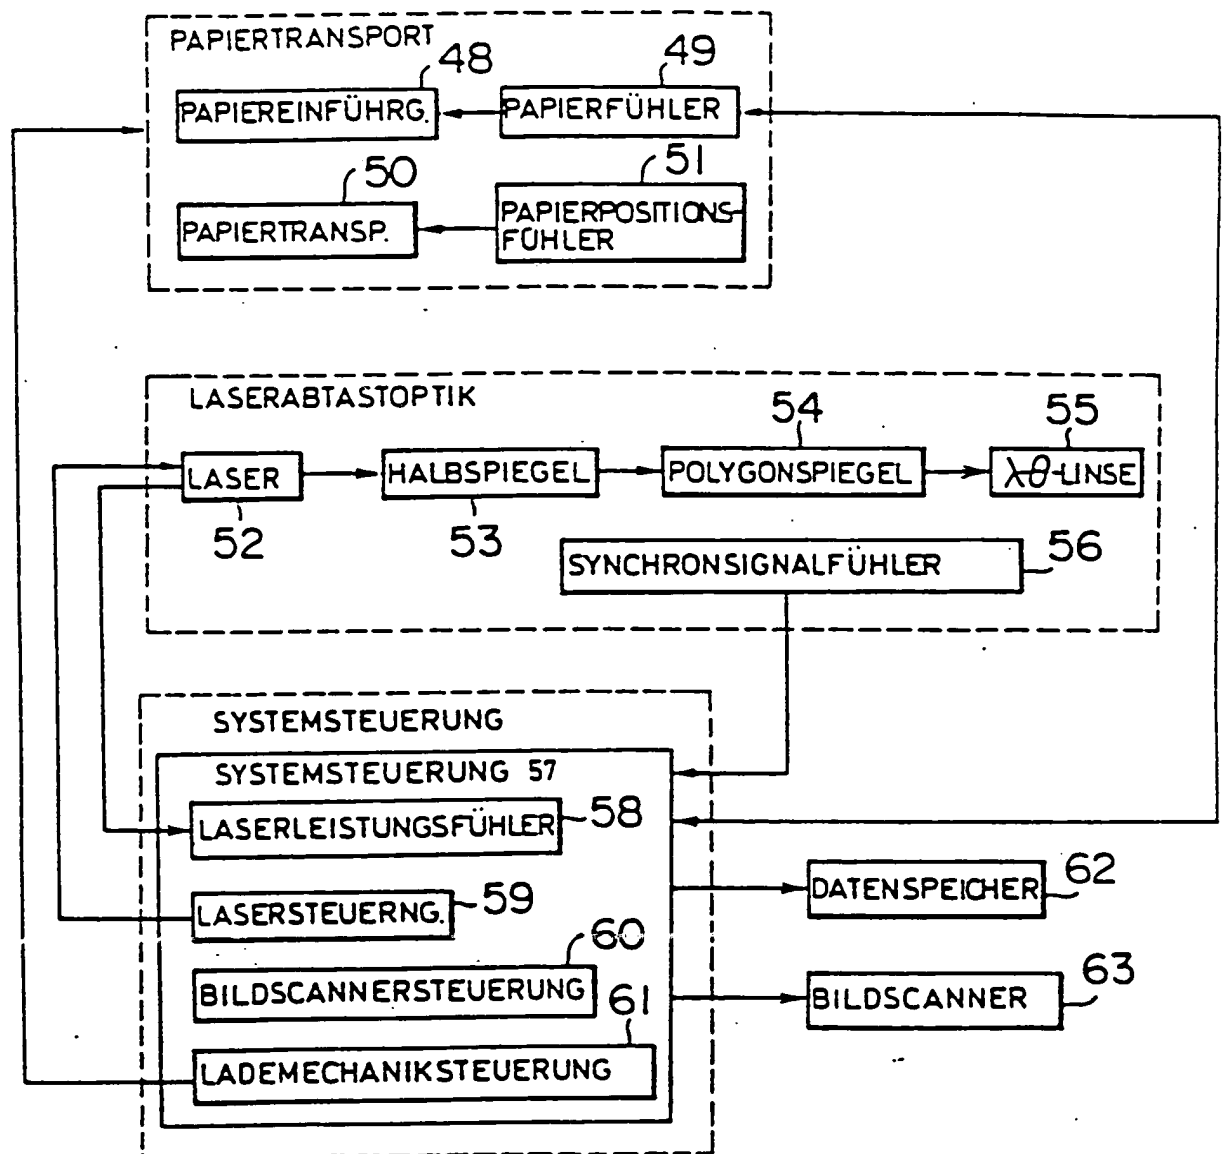 PAPIERTRANSPORT
48
49
PAPIEREINFÜHRG.
PAPIERFÜHLER
50
51
PAPIERTRANSP.
PAPIERPOSITIONS-
FÜHLER
LASERABTASTOPTIK
54
55
LASER
HALBSPIEGEL
POLYGONSPIEGEL
λθ-LINSE
52
53
56
SYNCHRONSIGNALFÜHLER
SYSTEMSTEUERUNG
SYSTEMSTEUERUNG 57
LASERLEISTUNGSFÜHLER
58
LASERSTEUERNG.
59
DATENSPEICHER
62
60
BILDSCANNERSTEUERUNG
BILDSCANNER
63
61
LADEMECHANIKSTEUERUNG